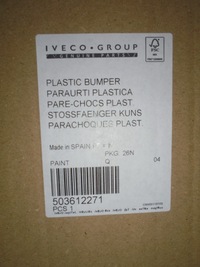 IVECO•GROUP
GENUINE PARTS
FSC
PLASTIC BUMPER
PARAURTI PLASTICA
PARE-CHOCS PLAST.
STOSSFAENGER KUNS
PARACHOQUES PLAST.
Made in SPAIN
PKG. 26N
PAINT Q 04
503612271
PCS 1